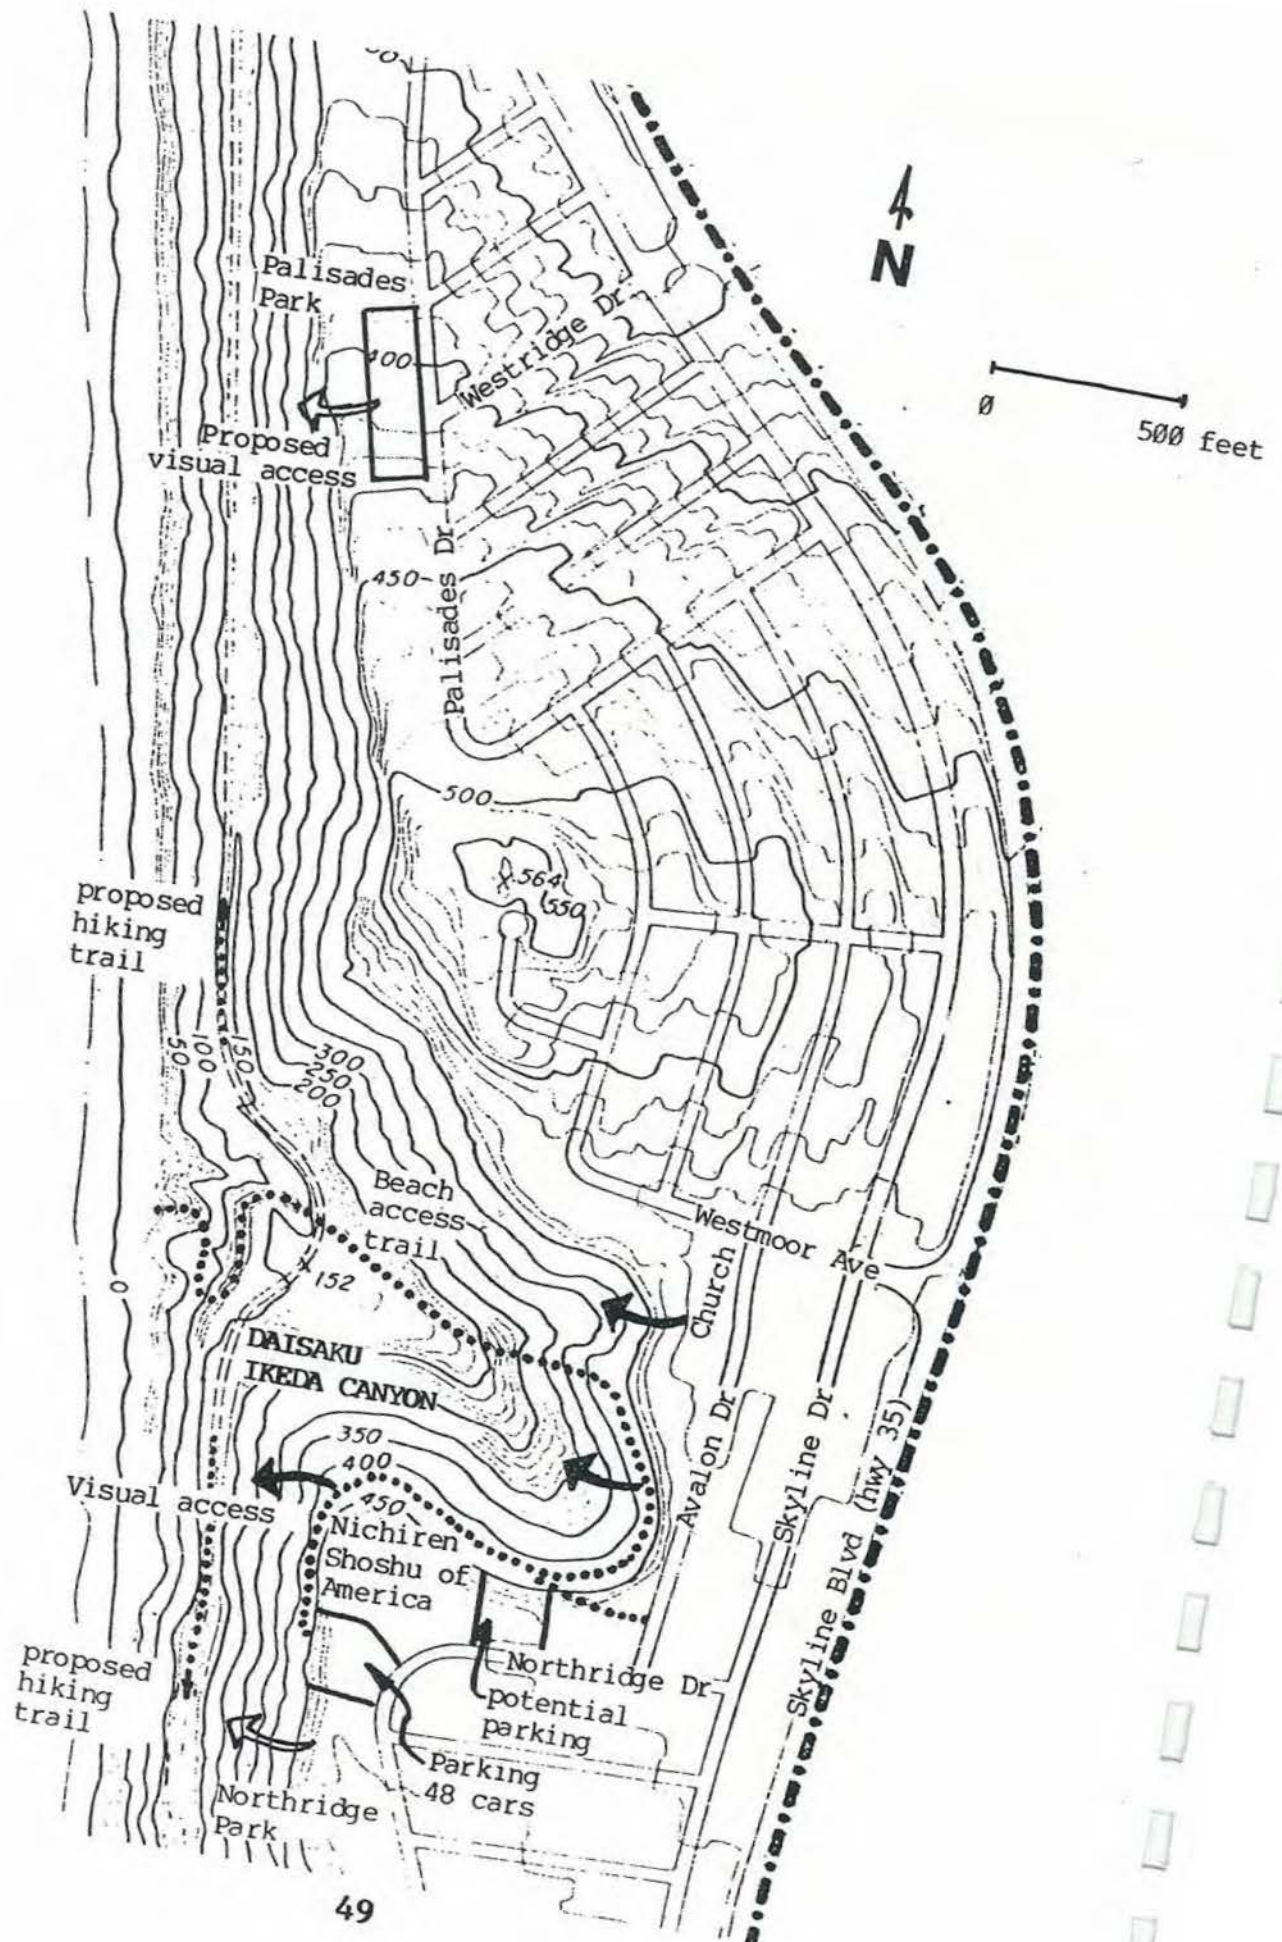 Palisades
Park
N
400
Westridge Dr
0
500 feet
Proposed
visual access
450
Palisades Dr
500
564
550
proposed
hiking
trail
50
100
150
300
250
200
Beach
access
trail
Westmoor Ave
Church
152
0
DAISAKU
IKEDA CANYON
350
400
450
Avalon Dr
Skyline Dr
Skyline Blvd (hwy 35)
Visual access
Nichiren
Shoshu of
America
proposed
hiking
trail
Northridge Dr
potential
parking
Parking
48 cars
Northridge
Park
49